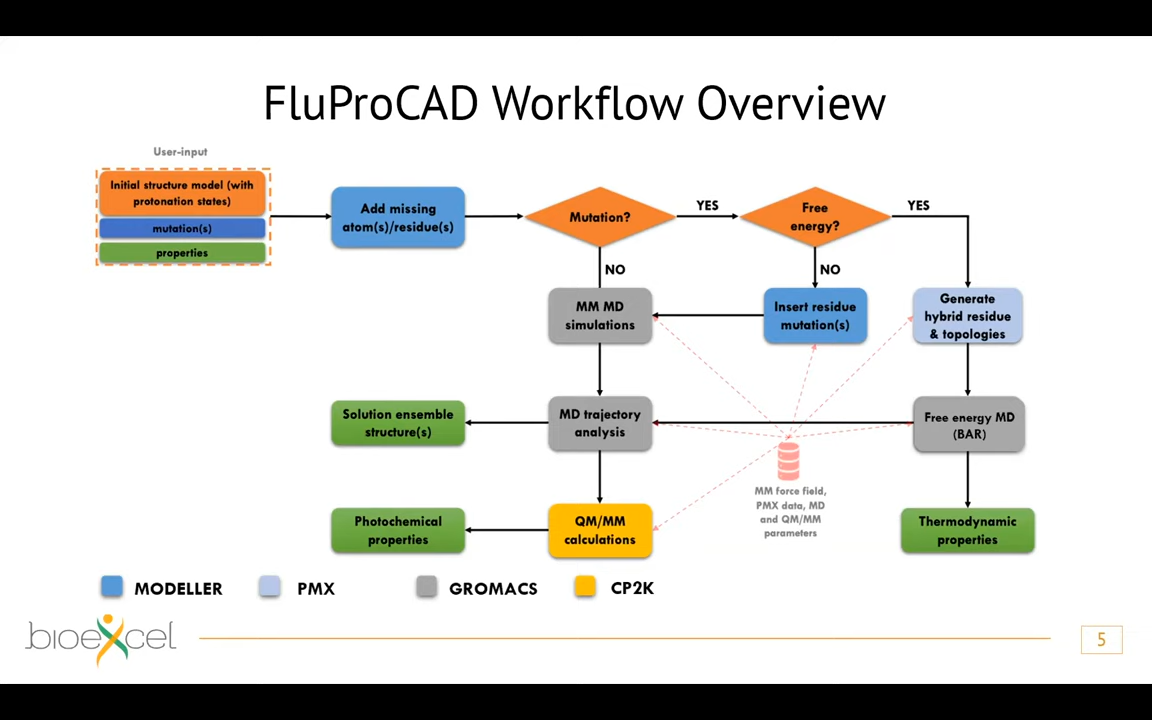 FluProCAD Workflow Overview
User-input
Initial structure model (with
protonation states)
mutation(s)
properties
Add missing
atom(s)/residue(s)
Mutation?
YES
Free
energy?
YES
NO
NO
MM MD
simulations
Insert residue
mutation(s)
Generate
hybrid residue
& topologies
Solution ensemble
structure(s)
MD trajectory
analysis
Free energy MD
(BAR)
MM force field,
PMX data, MD
and QM/MM
parameters
Photochemical
properties
QM/MM
calculations
Thermodynamic
properties
MODELLER
PMX
GROMACS
CP2K
bioexcel
5